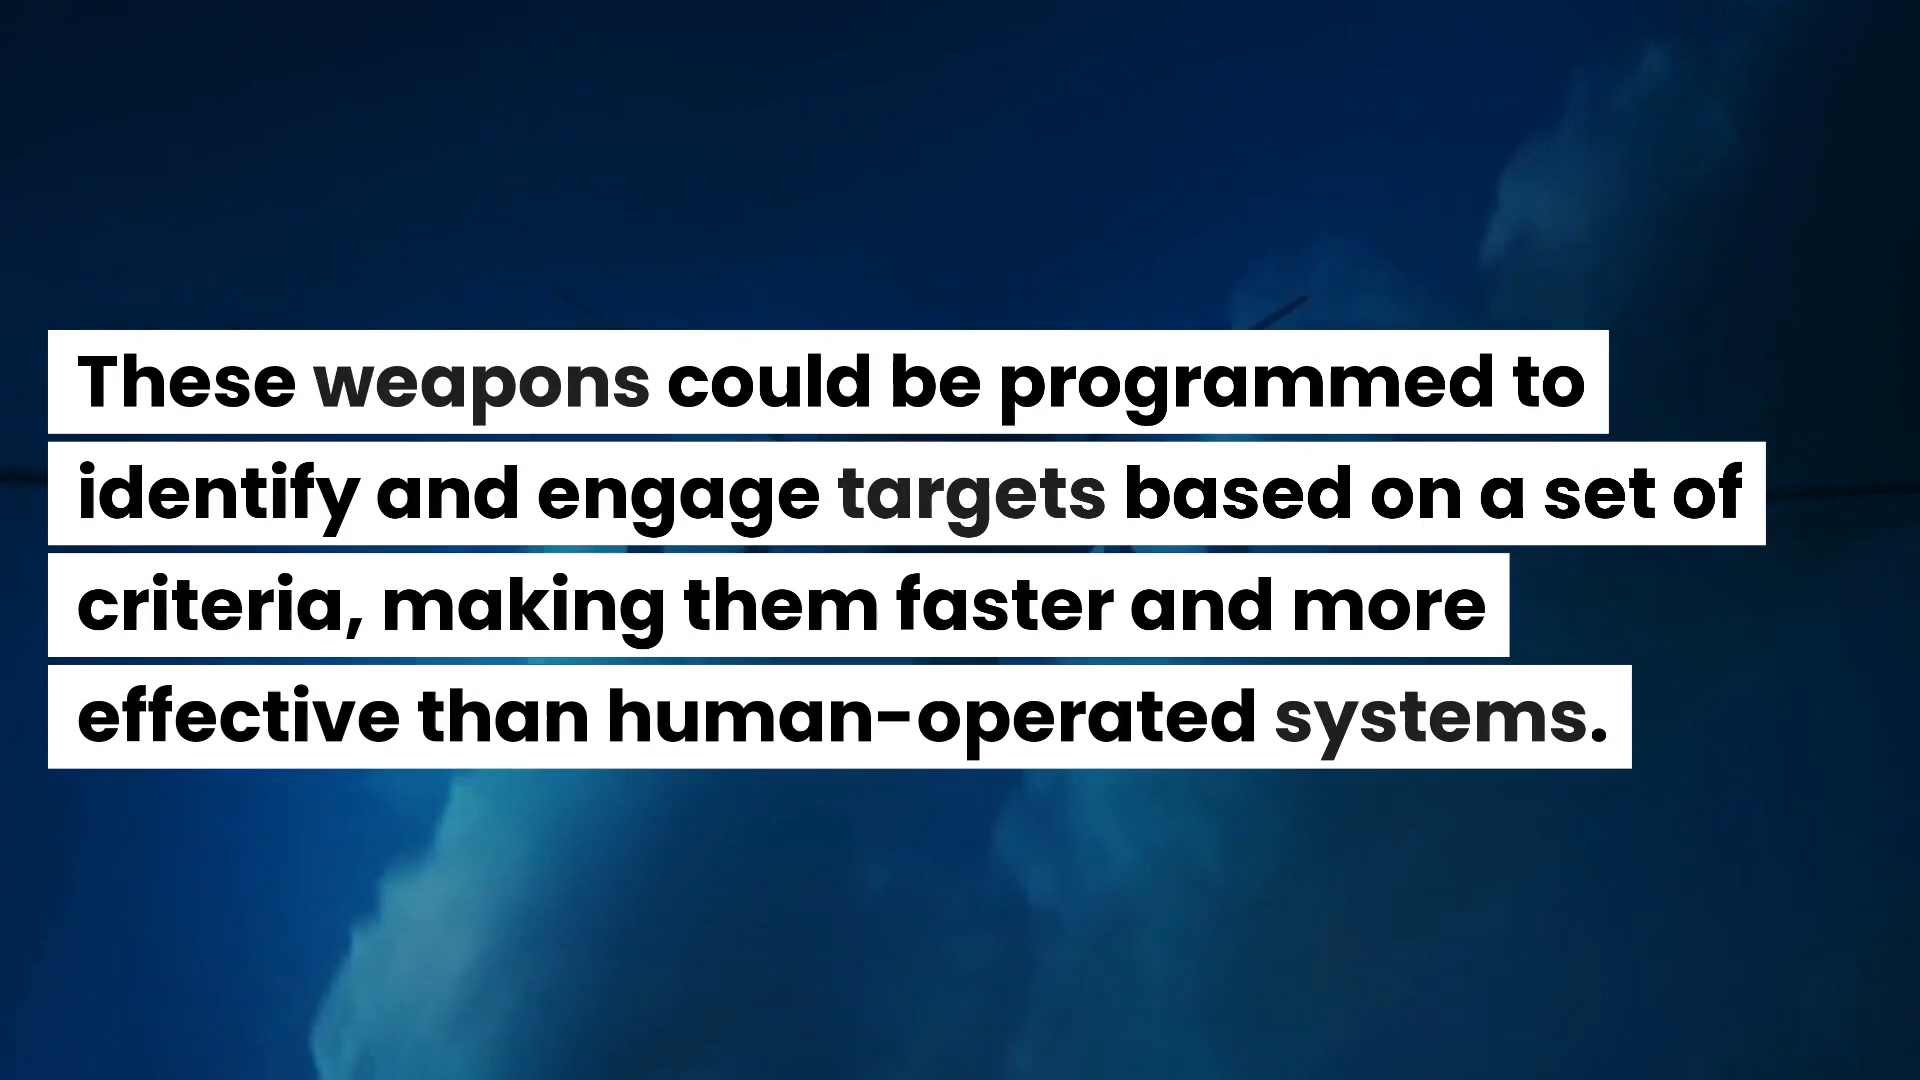 These weapons could be programmed to
identify and engage targets based on a set of
criteria, making them faster and more
effective than human-operated systems.